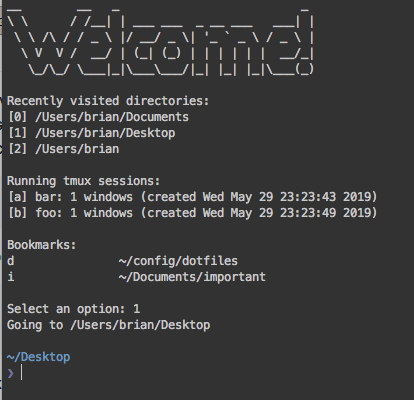 Welcome!
Recently visited directories:
[0] /Users/brian/Documents
[1] /Users/brian/Desktop
[2] /Users/brian
Running tmux sessions:
[a] bar: 1 windows (created Wed May 29 23:23:43 2019)
[b] foo: 1 windows (created Wed May 29 23:23:49 2019)
Bookmarks:
d ~/config/dotfiles
i ~/Documents/important
Select an option: 1
Going to /Users/brian/Desktop
~/Desktop
❯